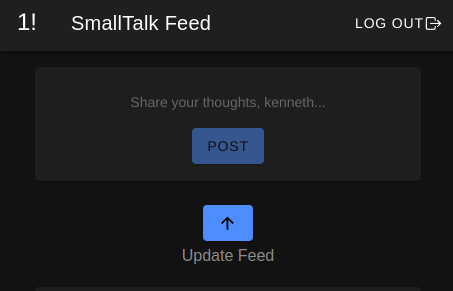 1! SmallTalk Feed LOG OUT
Share your thoughts, kenneth...
POST
Update Feed